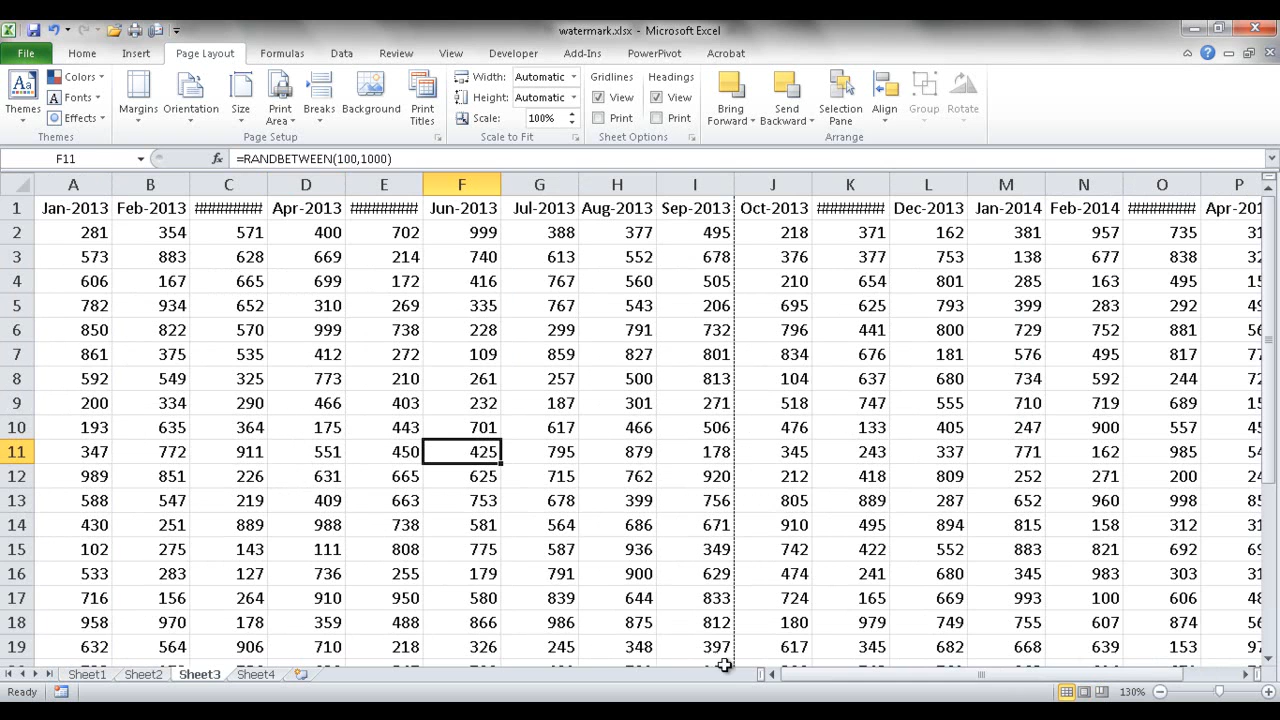 watermark.xlsx - Microsoft Excel
File Home Insert Page Layout Formulas Data Review View Developer Add-Ins PowerPivot Acrobat
Themes Colors Fonts Effects Margins Orientation Size Print Area Breaks Background Print Titles Width: Automatic Height: Automatic Scale: 100% Gridlines View Print Headings View Print Bring Forward Send Backward Selection Pane Align Group Rotate
Themes Page Setup Scale to Fit Sheet Options Arrange
F11 fx =RANDBETWEEN(100,1000)
A B C D E F G H I J K L M N O P
1 Jan-2013 Feb-2013 ######## Apr-2013 ######## Jun-2013 Jul-2013 Aug-2013 Sep-2013 Oct-2013 ######## Dec-2013 Jan-2014 Feb-2014 ########
2 281 354 571 400 702 999 388 377 495 218 371 162 381 957 735
3 573 883 628 669 214 740 613 552 678 376 377 753 138 677 838
4 606 167 665 699 172 416 767 560 505 210 654 801 285 163 495
5 782 934 652 310 269 335 767 543 206 695 625 793 399 283 292
6 850 822 570 999 738 228 299 791 732 796 441 800 729 752 881
7 861 375 535 412 272 109 859 827 801 834 676 181 576 495 817
8 592 549 325 773 210 261 257 500 813 104 637 680 734 592 244
9 200 334 290 466 403 232 187 301 271 518 747 555 710 719 689
10 193 635 364 175 443 701 617 466 506 476 133 405 247 900 557
11 347 772 911 551 450 425 795 879 178 345 243 337 771 162 985
12 989 851 226 631 665 625 715 762 920 212 418 809 252 276 200
13 588 547 219 409 663 753 678 399 756 805 889 287 652 960 998
14 430 251 889 988 738 581 564 686 671 910 495 894 815 158 312
15 102 275 143 111 808 775 587 936 349 742 422 552 883 821 692
16 533 283 127 736 255 179 791 900 629 474 241 680 345 983 303
17 716 156 264 910 950 580 839 644 833 724 165 669 993 100 606
18 958 970 178 359 488 866 986 875 812 180 979 749 755 607 874
19 632 564 906 710 218 326 245 348 397 617 345 682 668 639 153
Sheet1 Sheet2 Sheet3 Sheet4
Ready 130%